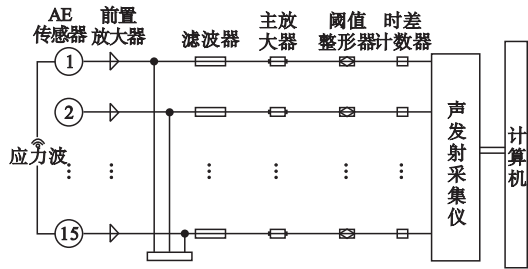 AE
传感器
前置
放大器
滤波器
主放
大器
阈值
整形器
时差
计数器
1
2
应力波
15
声发射采集仪
计算机